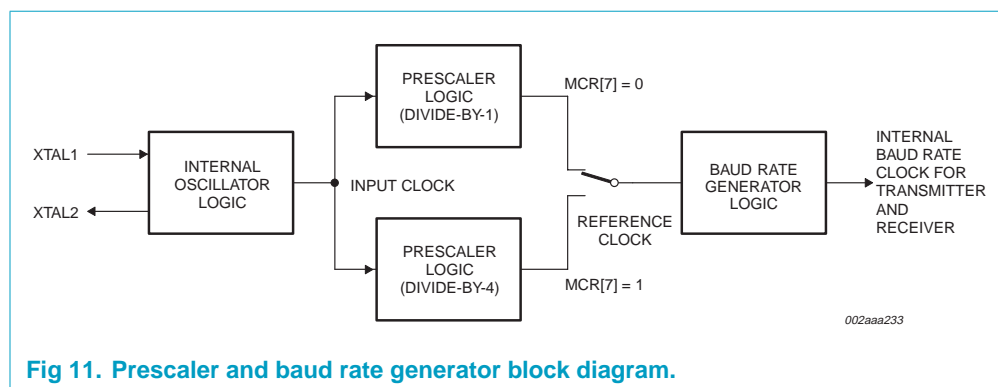 PRESCALER
LOGIC
(DIVIDE-BY-1)
MCR[7] = 0
XTAL1
XTAL2
INTERNAL
OSCILLATOR
LOGIC
INPUT CLOCK
BAUD RATE
GENERATOR
LOGIC
INTERNAL
BAUD RATE
CLOCK FOR
TRANSMITTER
AND
RECEIVER
REFERENCE
CLOCK
PRESCALER
LOGIC
(DIVIDE-BY-4)
MCR[7] = 1
002aaa233
Fig 11. Prescaler and baud rate generator block diagram.